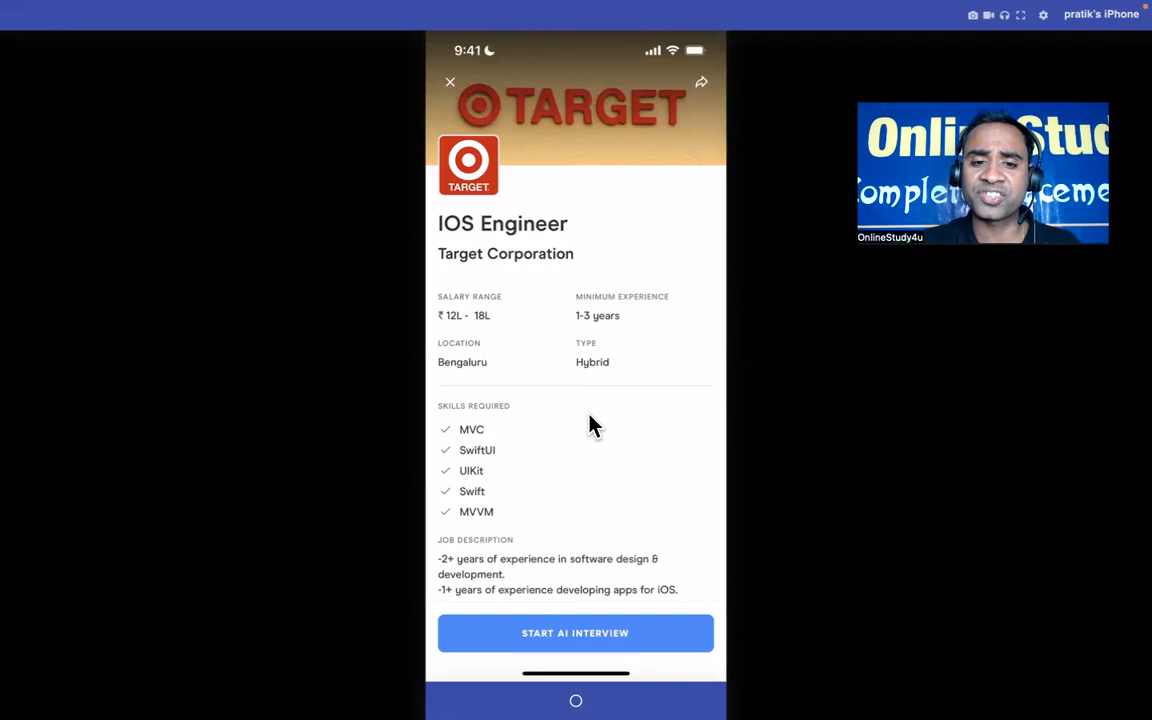 pratik's iPhone
9:41
TARGET
TARGET
IOS Engineer
Target Corporation
SALARY RANGE
MINIMUM EXPERIENCE
₹ 12L - 18L
1-3 years
LOCATION
TYPE
Bengaluru
Hybrid
SKILLS REQUIRED
MVC
SwiftUI
UIKit
Swift
MVVM
JOB DESCRIPTION
-2+ years of experience in software design &
development.
-1+ years of experience developing apps for iOS.
START AI INTERVIEW
OnlineStudy4u